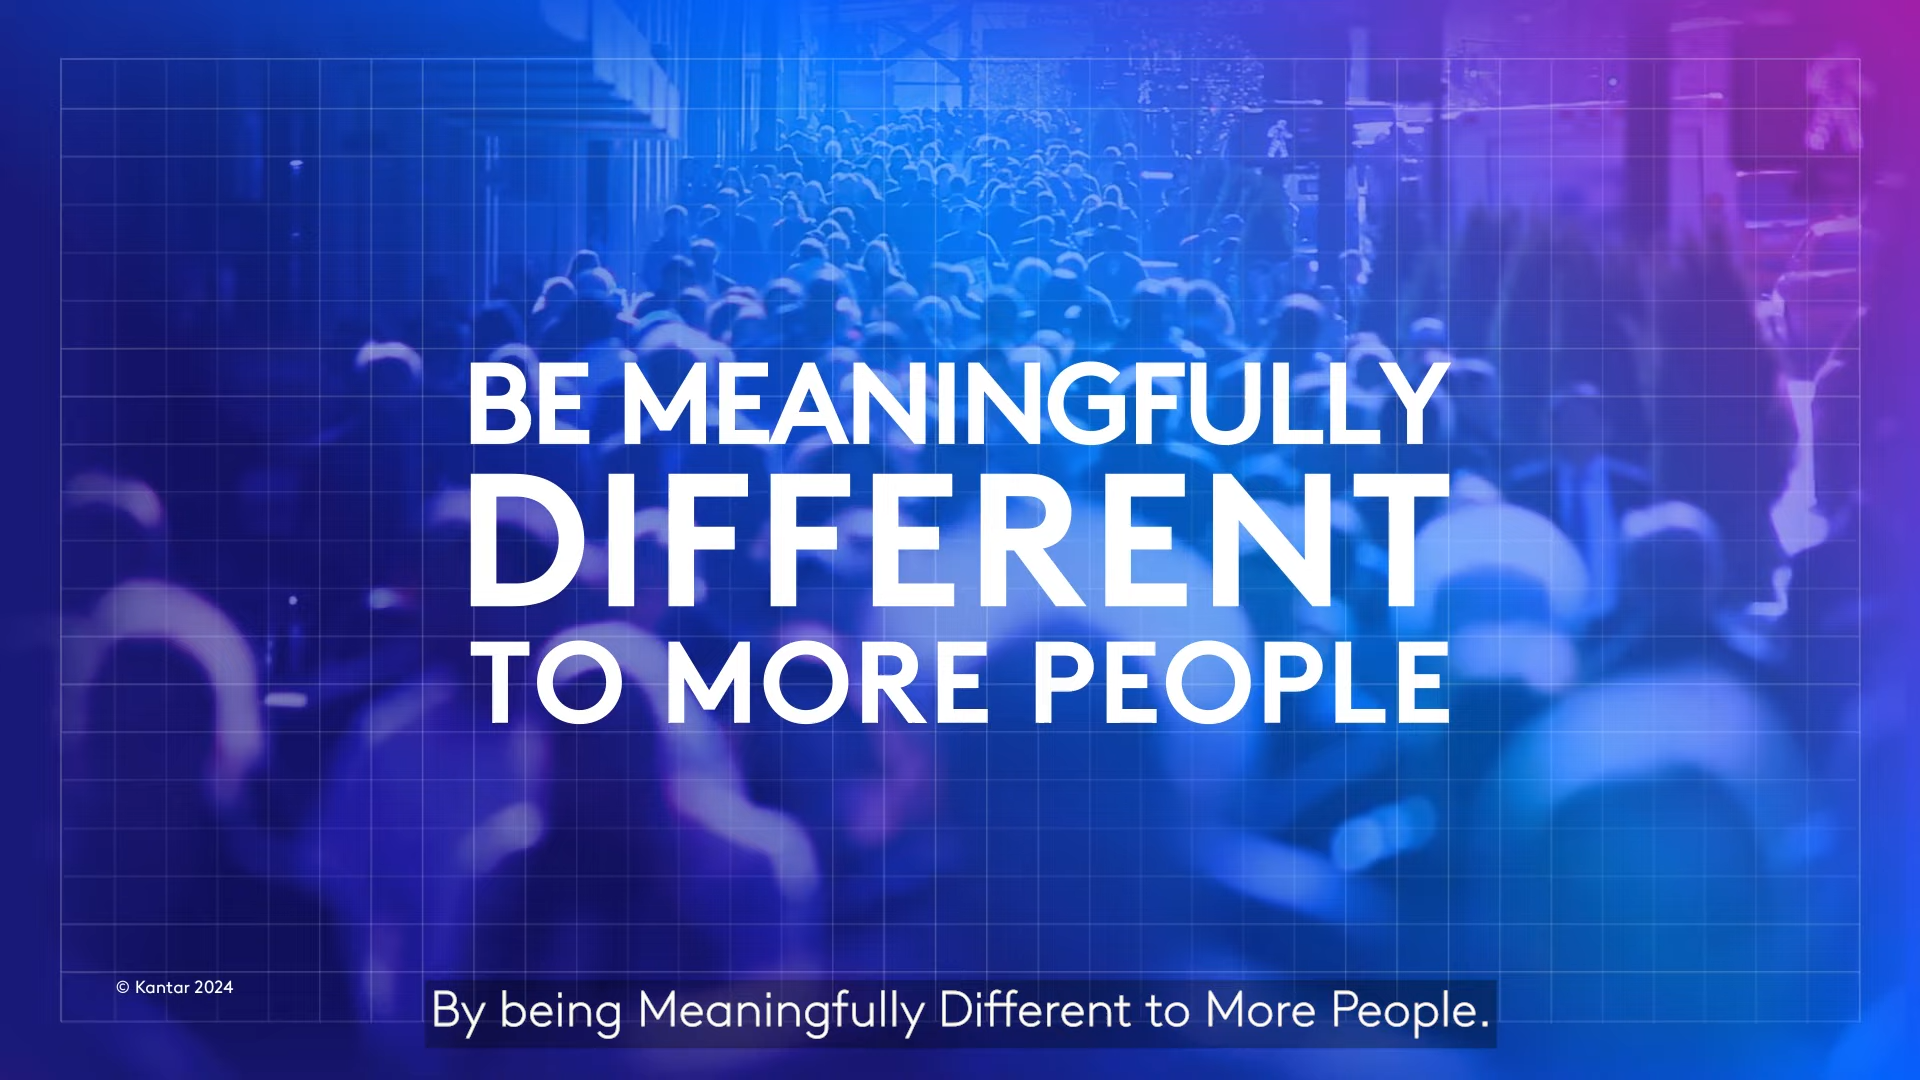 BE MEANINGFULLY
DIFFERENT
TO MORE PEOPLE
© Kantar 2024
By being Meaningfully Different to More People.